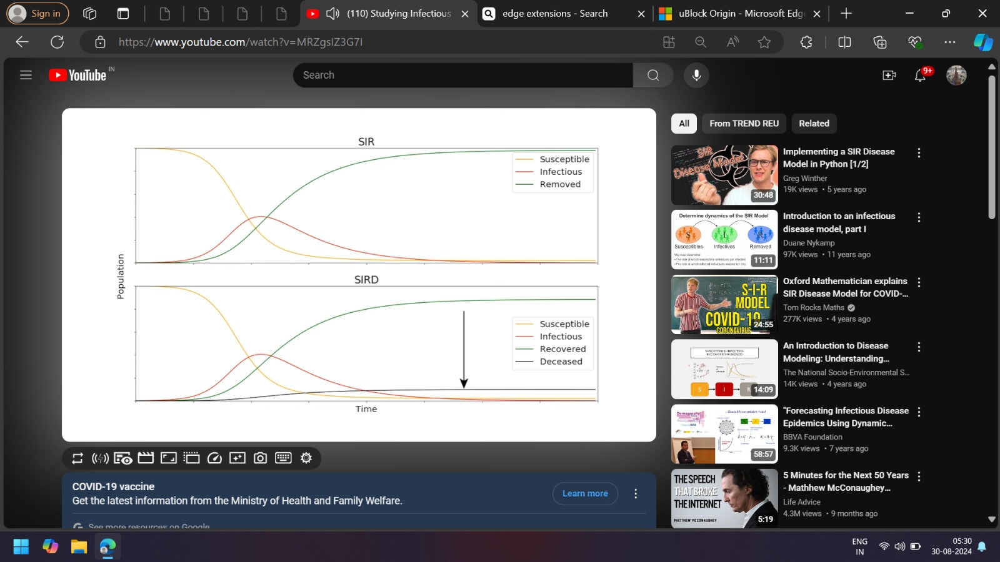 Sign in
(110) Studying Infectious
edge extensions - Search
uBlock Origin - Microsoft Edge
https://www.youtube.com/watch?v=MRZgsIZ3G7I
YouTube IN
Search
9+
All
From TREND REU
Related
SIR
Susceptible
Infectious
Removed
Population
SIRD
Susceptible
Infectious
Recovered
Deceased
Time
COVID-19 vaccine
Get the latest information from the Ministry of Health and Family Welfare.
Learn more
See more resources on Google
SIR
Disease Model
30:48
Implementing a SIR Disease
Model in Python [1/2]
Greg Winther
19K views • 5 years ago
Determine dynamics of the SIR Model
S I R
Susceptibles Infectives Removed
We must determine:
11:11
Introduction to an infectious
disease model, part I
Duane Nykamp
97K views • 11 years ago
S-I-R
MODEL
COVID-19
CORONAVIRUS
24:55
Oxford Mathematician explains
SIR Disease Model for COVID-...
Tom Rocks Maths
277K views • 4 years ago
S I R
14:09
An Introduction to Disease
Modeling: Understanding...
The National Socio-Environmental S...
14K views • 4 years ago
Demography
58:57
"Forecasting Infectious Disease
Epidemics Using Dynamic...
BBVA Foundation
9.3K views • 7 years ago
THE SPEECH
THAT BROKE
THE INTERNET
MATTHEW MCCONAUGHEY
5:19
5 Minutes for the Next 50 Years
- Mathhew McConaughey...
Life Advice
4.3M views • 9 months ago
ENG
IN
05:30
30-08-2024